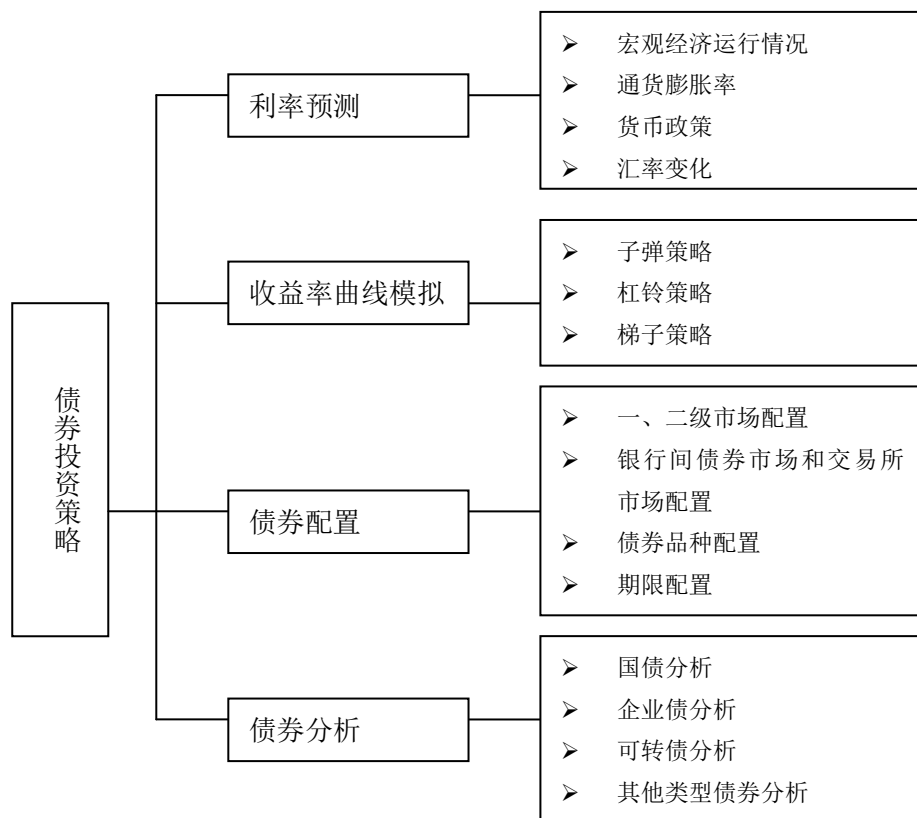 债券投资策略
利率预测
➢ 宏观经济运行情况
➢ 通货膨胀率
➢ 货币政策
➢ 汇率变化
收益率曲线模拟
➢ 子弹策略
➢ 杠铃策略
➢ 梯子策略
债券配置
➢ 一、二级市场配置
➢ 银行间债券市场和交易所
市场配置
➢ 债券品种配置
➢ 期限配置
债券分析
➢ 国债分析
➢ 企业债分析
➢ 可转债分析
➢ 其他类型债券分析